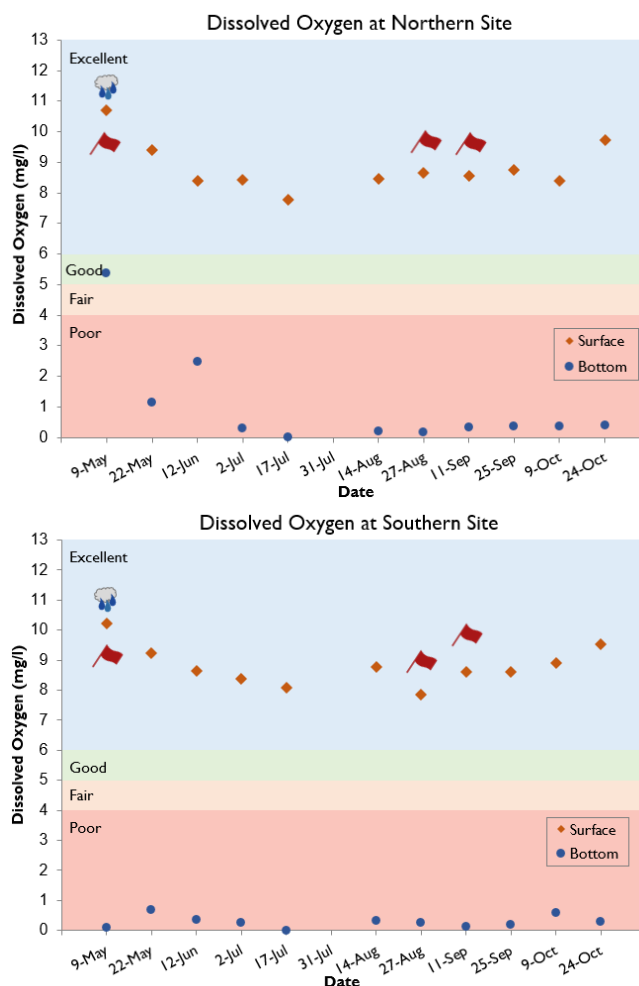 Dissolved Oxygen at Northern Site
13
12
11
10
9
8
7
6
5
4
3
2
1
0
Dissolved Oxygen (mg/l)
Excellent
Good
Fair
Poor
Surface
Bottom
9-May
22-May
12-Jun
2-Jul
17-Jul
31-Jul
14-Aug
27-Aug
11-Sep
25-Sep
9-Oct
24-Oct
Date
Dissolved Oxygen at Southern Site
13
12
11
10
9
8
7
6
5
4
3
2
1
0
Dissolved Oxygen (mg/l)
Excellent
Good
Fair
Poor
Surface
Bottom
9-May
22-May
12-Jun
2-Jul
17-Jul
31-Jul
14-Aug
27-Aug
11-Sep
25-Sep
9-Oct
24-Oct
Date